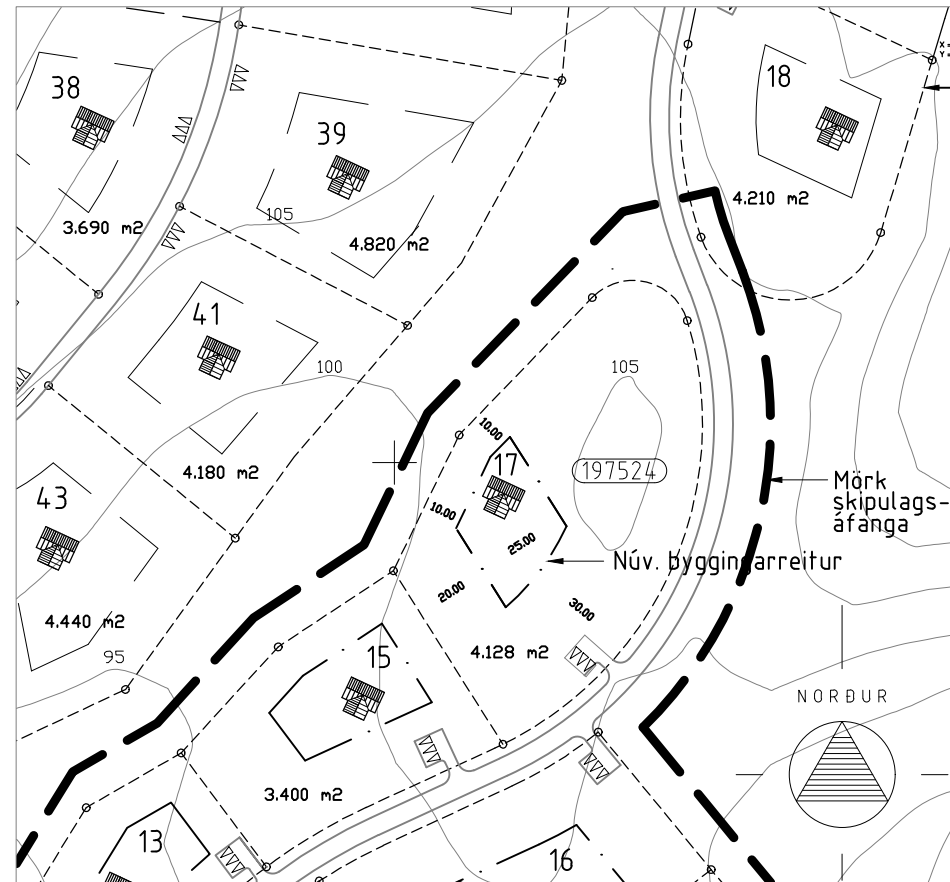 38
18
39
4.210 m2
3.690 m2
105
4.820 m2
41
100
105
10.00
17
197524
4.180 m2
43
Mörk
skipulags-
áfanga
10.00
25.00
Núv. byggingarreitur
20.00
30.00
4.440 m2
4.128 m2
95
15
NORÐUR
3.400 m2
13
16